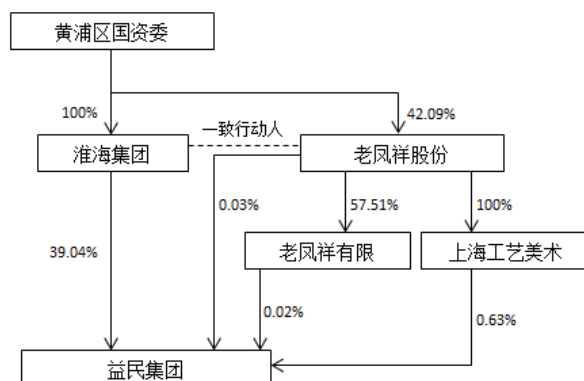 黄浦区国资委
100%
42.09%
一致行动人
淮海集团
老凤祥股份
0.03%
57.51%
100%
39.04%
老凤祥有限
上海工艺美术
0.02%
0.63%
益民集团